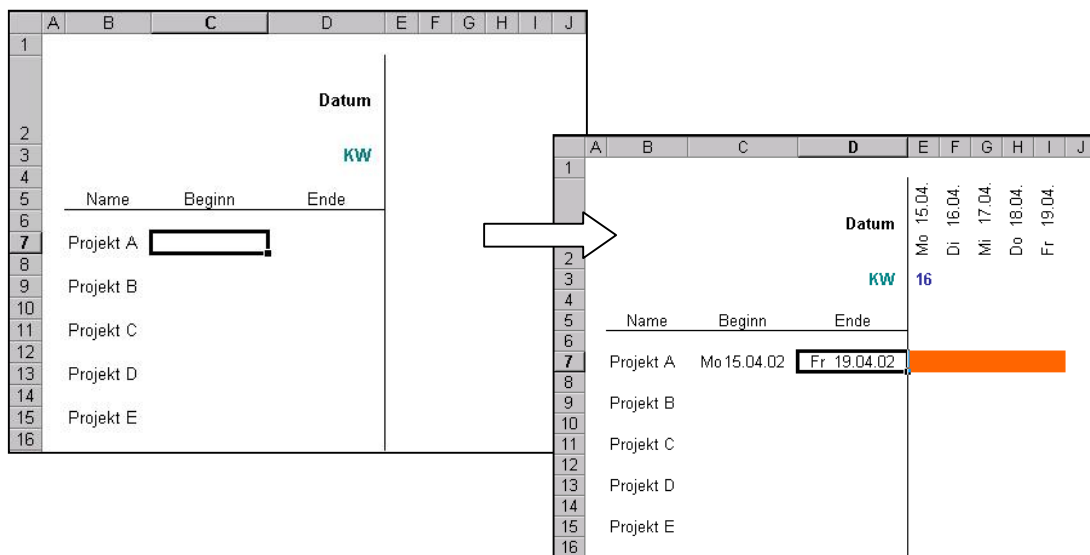 A B C D E F G H I J
1
2 Datum
3 KW
4
5 Name Beginn Ende
6
7 Projekt A
8
9 Projekt B
10
11 Projekt C
12
13 Projekt D
14
15 Projekt E
16
A B C D E F G H I J
1
2 Datum Mo 15.04. Di 16.04. Mi 17.04. Do 18.04. Fr 19.04.
3 KW 16
4
5 Name Beginn Ende
6
7 Projekt A Mo 15.04.02 Fr 19.04.02
8
9 Projekt B
10
11 Projekt C
12
13 Projekt D
14
15 Projekt E
16